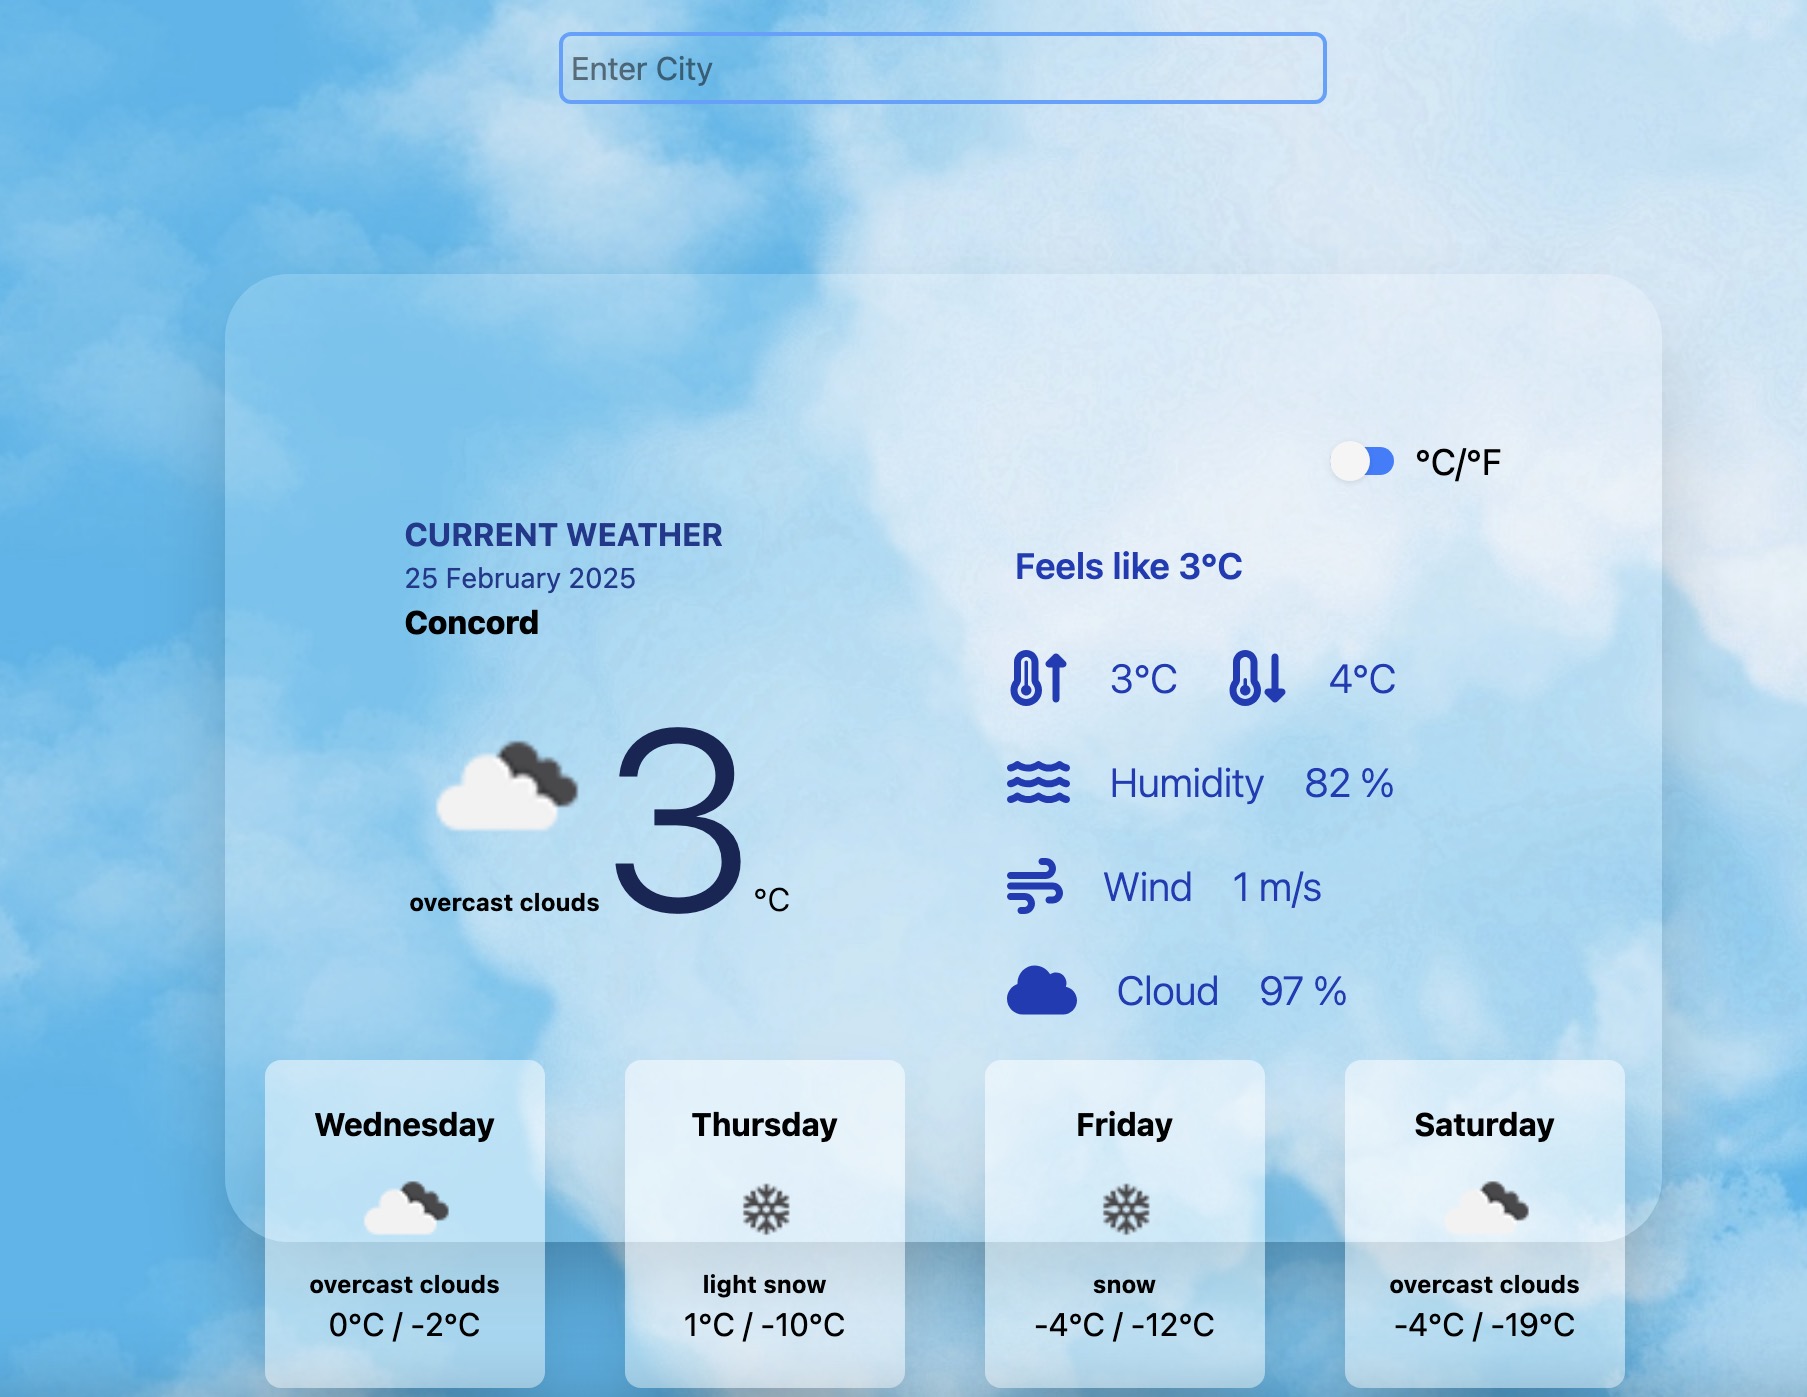 Enter City
°C/°F
CURRENT WEATHER
25 February 2025
Concord
overcast clouds
3 °C
Feels like 3°C
3°C 4°C
Humidity 82 %
Wind 1 m/s
Cloud 97 %
Wednesday
overcast clouds
0°C / -2°C
Thursday
light snow
1°C / -10°C
Friday
snow
-4°C / -12°C
Saturday
overcast clouds
-4°C / -19°C